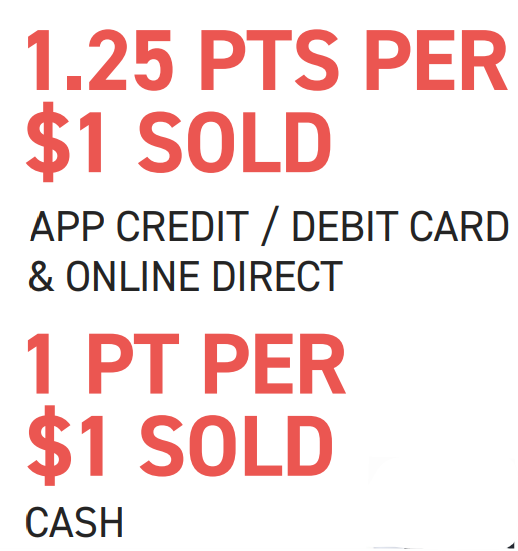 1.25 PTS PER
$1 SOLD
APP CREDIT / DEBIT CARD
& ONLINE DIRECT
1 PT PER
$1 SOLD
CASH